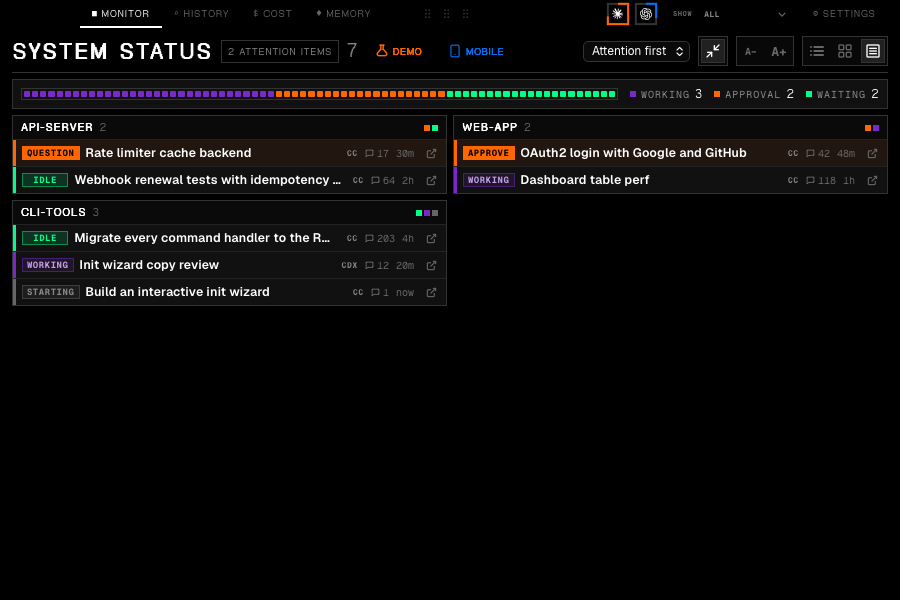 MONITOR HISTORY $ COST MEMORY SHOW ALL SETTINGS
SYSTEM STATUS 2 ATTENTION ITEMS 7 DEMO MOBILE Attention first A- A+
WORKING 3 APPROVAL 2 WAITING 2
API-SERVER 2
QUESTION Rate limiter cache backend CC 17 30m
IDLE Webhook renewal tests with idempotency … CC 64 2h
WEB-APP 2
APPROVE OAuth2 login with Google and GitHub CC 42 48m
WORKING Dashboard table perf CC 118 1h
CLI-TOOLS 3
IDLE Migrate every command handler to the R… CC 203 4h
WORKING Init wizard copy review CDX 12 20m
STARTING Build an interactive init wizard CC 1 now